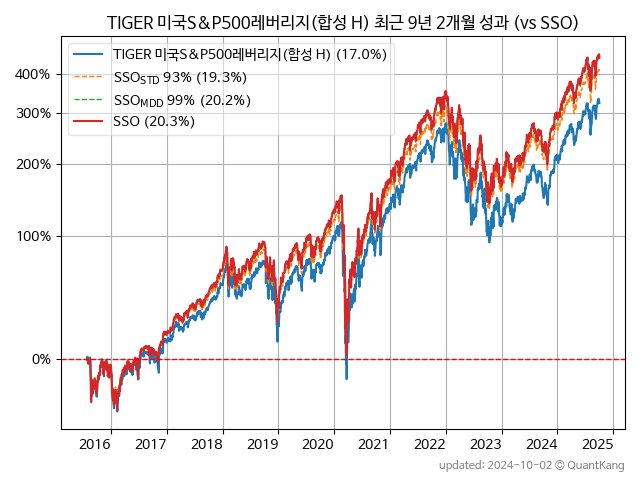 TIGER 미국S&P500레버리지(합성 H) 최근 9년 2개월 성과 (vs SSO)
TIGER 미국S&P500레버리지(합성 H) (17.0%)
SSO_STD 93% (19.3%)
SSO_MDD 99% (20.2%)
SSO (20.3%)
400%
300%
200%
100%
0%
2016 2017 2018 2019 2020 2021 2022 2023 2024 2025
updated: 2024-10-02 © QuantKang